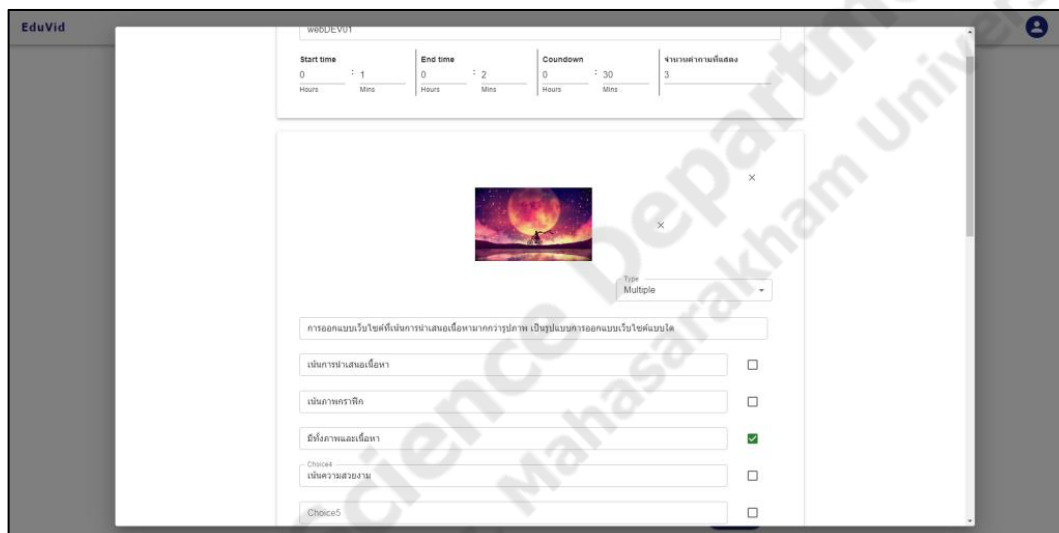 EduVid
webDEV01
Start time End time Coundown จำนวนคำถามที่แสดง
0 : 1 0 : 2 0 : 30 3
Hours Mins Hours Mins Hours Mins
Type
Multiple
การออกแบบเว็บไซต์ที่เน้นการนำเสนอเนื้อหามากกว่ารูปภาพ เป็นรูปแบบการออกแบบเว็บไซต์แบบใด
เน้นการนำเสนอเนื้อหา
เน้นภาพกราฟิก
มีทั้งภาพและเนื้อหา
Choice4
เน้นความสวยงาม
Choice5
Science Department
Mahasarakham Univers